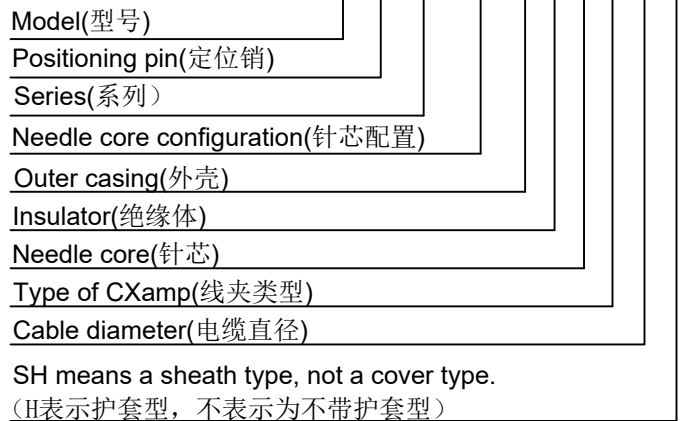 Model(型号)
Positioning pin(定位销)
Series(系列）
Needle core configuration(针芯配置)
Outer casing(外壳)
Insulator(绝缘体)
Needle core(针芯)
Type of CXamp(线夹类型)
Cable diameter(电缆直径)
SH means a sheath type, not a cover type.
（H表示护套型，不表示为不带护套型）